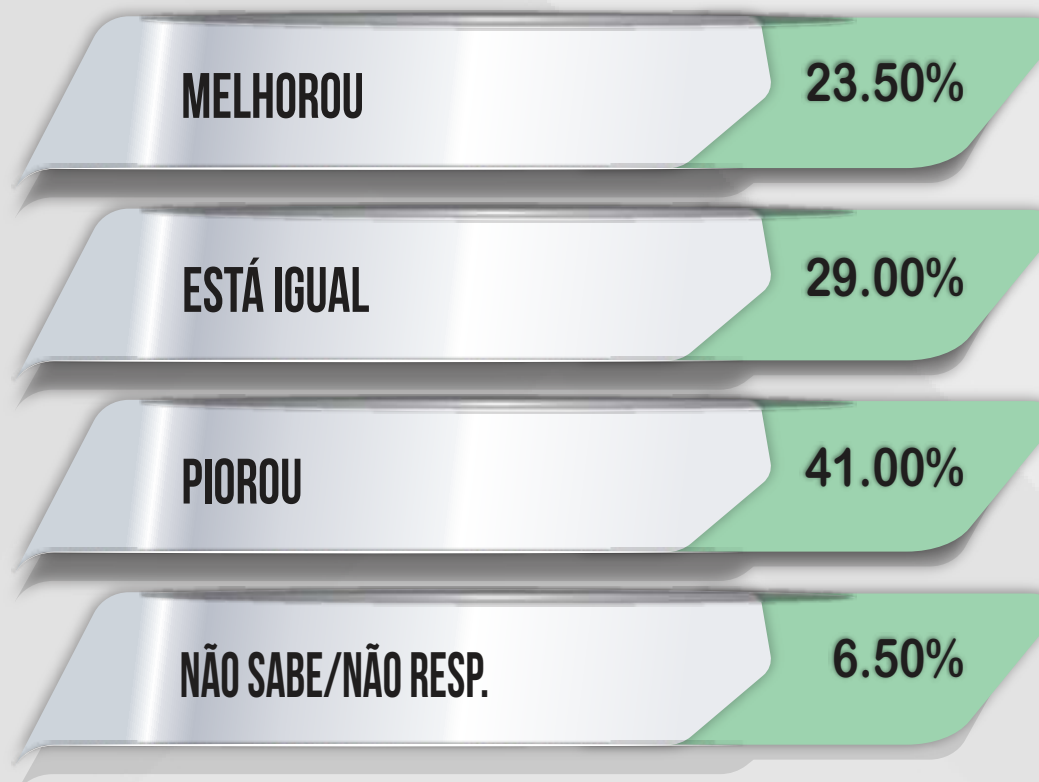 MELHOROU 23.50%
ESTÁ IGUAL 29.00%
PIOROU 41.00%
NÃO SABE/NÃO RESP. 6.50%